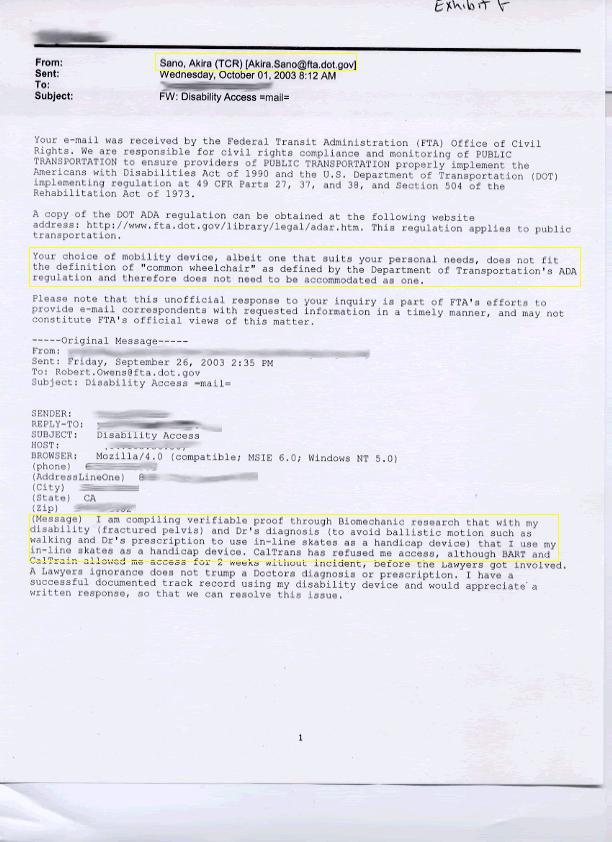 Exhibit F
From: Sano, Akira (TCR) [Akira.Sano@fta.dot.gov]
Sent: Wednesday, October 01, 2003 8:12 AM
To:
Subject: FW: Disability Access =mail=
Your e-mail was received by the Federal Transit Administration (FTA) Office of Civil
Rights. We are responsible for civil rights compliance and monitoring of PUBLIC
TRANSPORTATION to ensure providers of PUBLIC TRANSPORTATION properly implement the
Americans with Disabilities Act of 1990 and the U.S. Department of Transportation (DOT)
implementing regulation at 49 CFR Parts 27, 37, and 38, and Section 504 of the
Rehabilitation Act of 1973.
A copy of the DOT ADA regulation can be obtained at the following website
address: http://www.fta.dot.gov/library/legal/adar.htm. This regulation applies to public
transportation.
Your choice of mobility device, albeit one that suits your personal needs, does not fit
the definition of "common wheelchair" as defined by the Department of Transportation's ADA
regulation and therefore does not need to be accommodated as one.
Please note that this unofficial response to your inquiry is part of FTA's efforts to
provide e-mail correspondents with requested information in a timely manner, and may not
constitute FTA's official views of this matter.
-----Original Message-----
From:
Sent: Friday, September 26, 2003 2:35 PM
To: Robert.Owens@fta.dot.gov
Subject: Disability Access =mail=
SENDER:
REPLY-TO:
SUBJECT: Disability Access
HOST:
BROWSER: Mozilla/4.0 (compatible; MSIE 6.0; Windows NT 5.0)
(phone)
(AddressLineOne) 8
(City)
(State) CA
(Zip)
(Message) I am compiling verifiable proof through Biomechanic research that with my
disability (fractured pelvis) and Dr's diagnosis (to avoid ballistic motion such as
walking and Dr's prescription to use in-line skates as a handicap device) that I use my
in-line skates as a handicap device. CalTrans has refused me access, although BART and
CalTrain allowed me access for 2 weeks without incident, before the Lawyers got involved.
A Lawyers ignorance does not trump a Doctors diagnosis or prescription. I have a
successful documented track record using my disability device and would appreciate a
written response, so that we can resolve this issue.
1